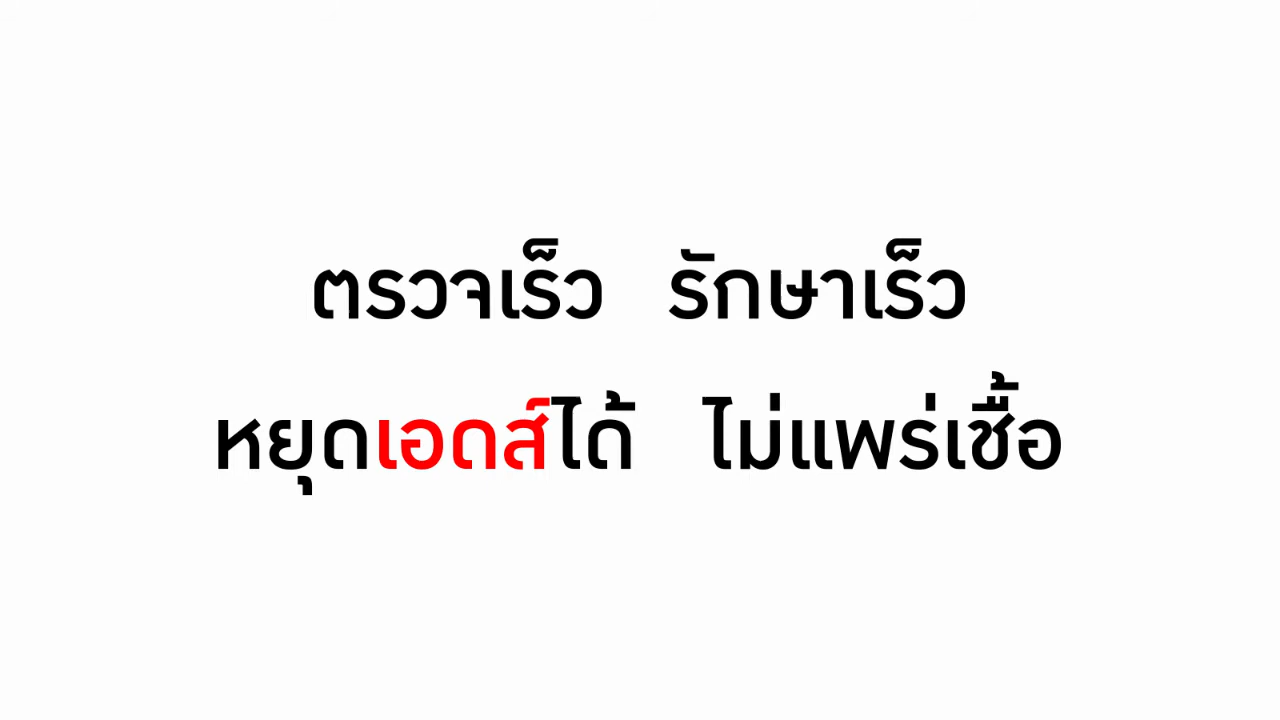 ตรวจเร็ว รักษาเร็ว
หยุดเอดส์ได้ ไม่แพร่เชื้อ